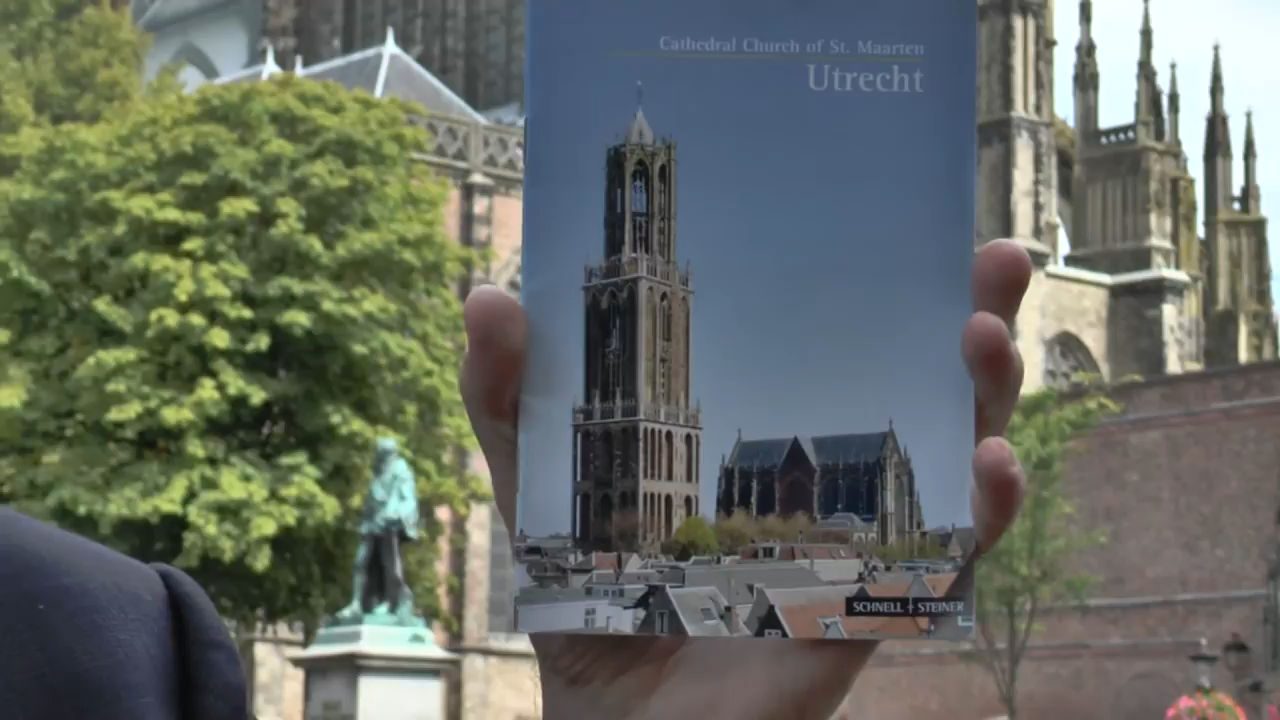 Cathedral Church of St. Maarten
Utrecht
SCHNELL + STEINER